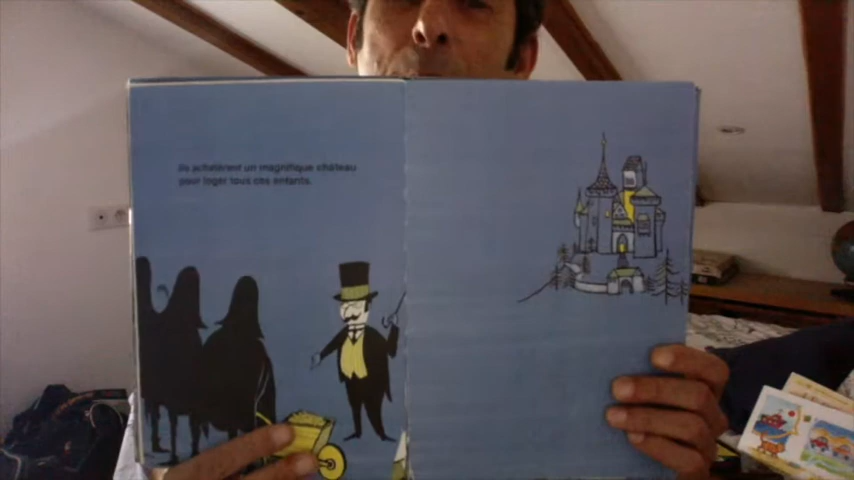 Ils achetèrent un magnifique château
pour loger tous ces enfants.